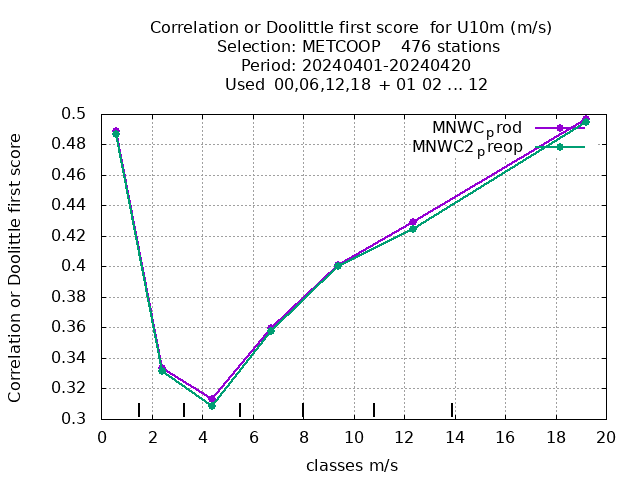 Correlation or Doolittle first score  for U10m (m/s)
Selection: METCOOP    476 stations
Period: 20240401-20240420
Used  00,06,12,18  + 01 02 ... 12
MNWCprod
MNWC2preop
Correlation or Doolittle first score
0.5
0.48
0.46
0.44
0.42
0.4
0.38
0.36
0.34
0.32
0.3
0 2 4 6 8 10 12 14 16 18 20
classes m/s